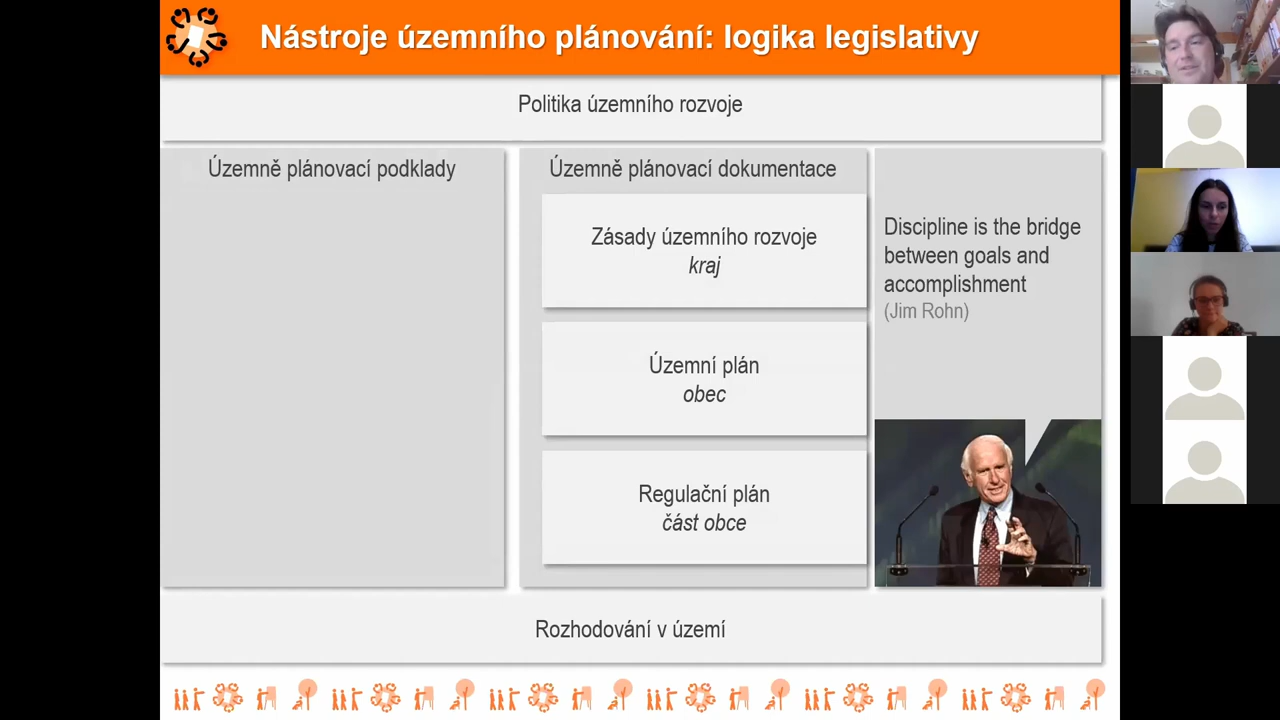 Nástroje územního plánování: logika legislativy
Politika územního rozvoje
Územně plánovací podklady
Územně plánovací dokumentace
Zásady územního rozvoje
kraj
Územní plán
obec
Regulační plán
část obce
Discipline is the bridge
between goals and
accomplishment
(Jim Rohn)
Rozhodování v území